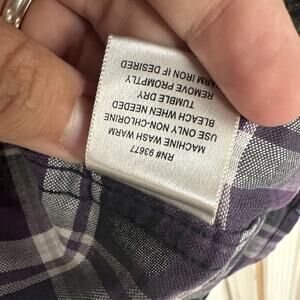 RN# 93677
MACHINE WASH WARM
USE ONLY NON-CHLORINE
BLEACH WHEN NEEDED
TUMBLE DRY
REMOVE PROMPTLY
WARM IRON IF DESIRED